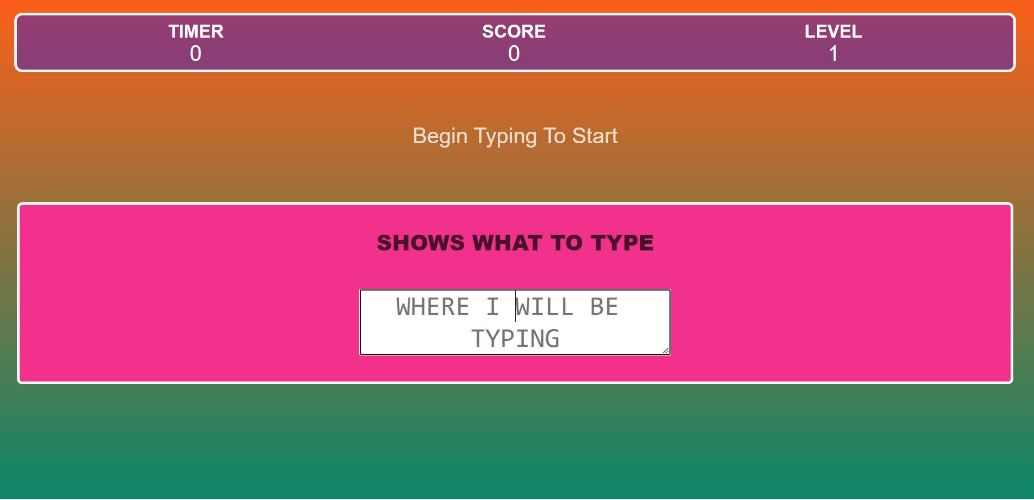 TIMER SCORE LEVEL
0 0 1
Begin Typing To Start
SHOWS WHAT TO TYPE
WHERE I WILL BE
TYPING